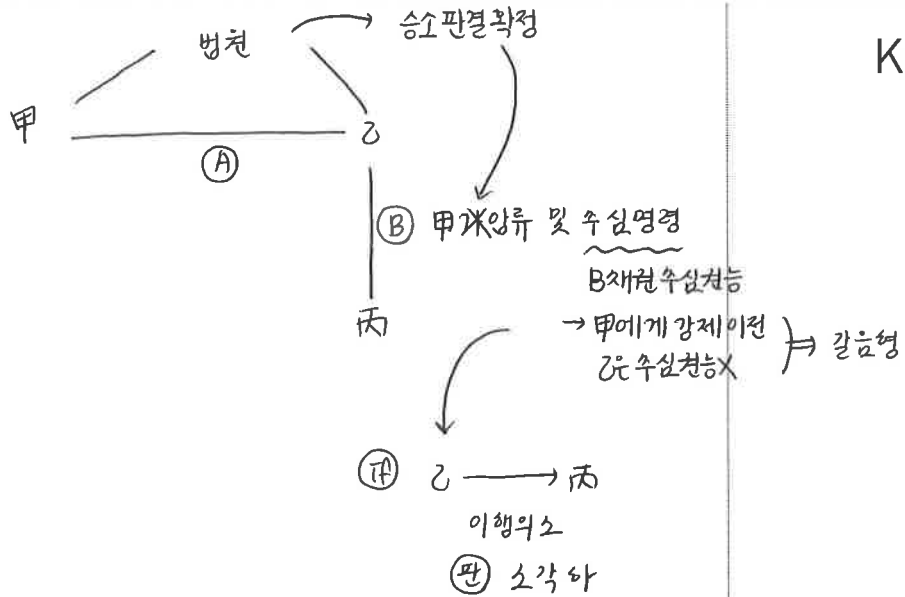 법원 → 승소판결확정
K
甲 乙
Ⓐ
Ⓑ 甲 압류 및 추심명령
B채권 추심권능
丙
→ 甲에게 강제이전
乙은 추심권능X
⇒ 갈음형
if 乙 → 丙
이행의소
판 소각하